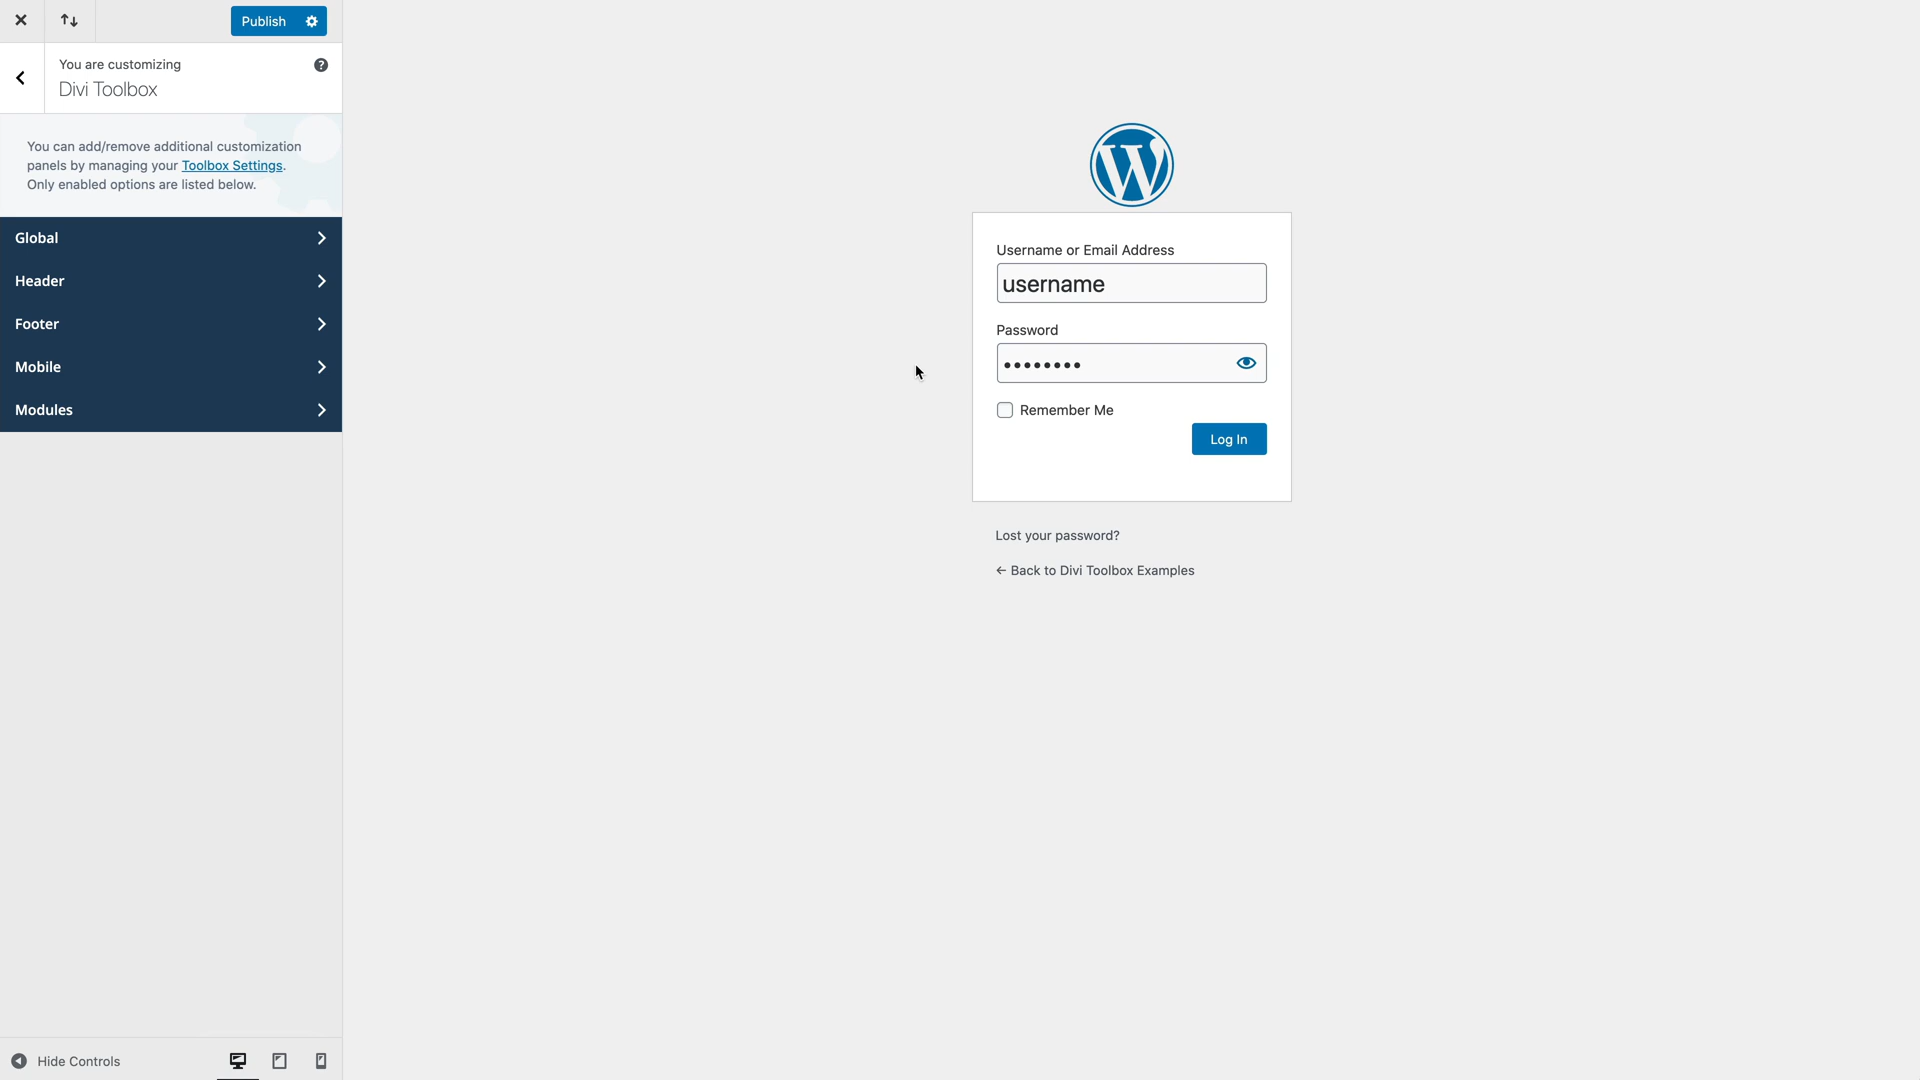 Publish
You are customizing
Divi Toolbox
You can add/remove additional customization
panels by managing your Toolbox Settings.
Only enabled options are listed below.
Global
Header
Footer
Mobile
Modules
Hide Controls
Username or Email Address
username
Password
••••••••
Remember Me
Log In
Lost your password?
← Back to Divi Toolbox Examples